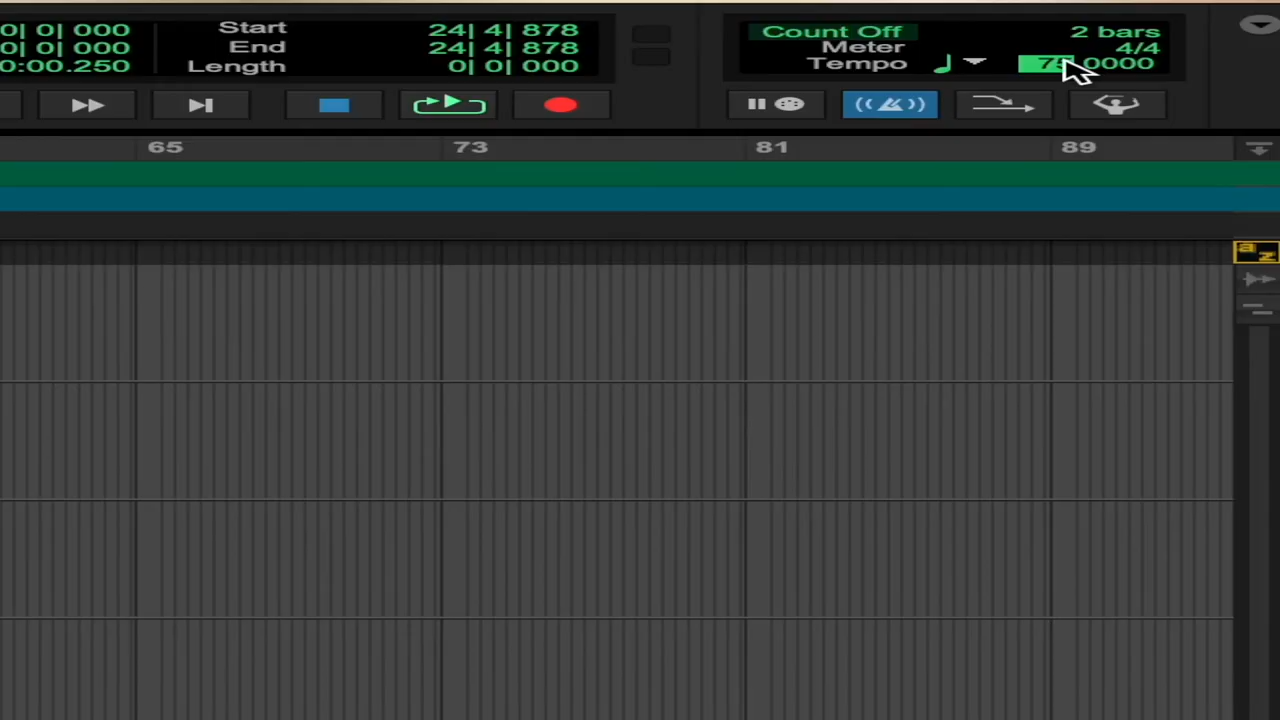 0| 0| 000 Start 24| 4| 878 Count Off 2 bars
0| 0| 000 End 24| 4| 878 Meter 4/4
0:00.250 Length 0| 0| 000 Tempo 0000
65 73 81 89
a z